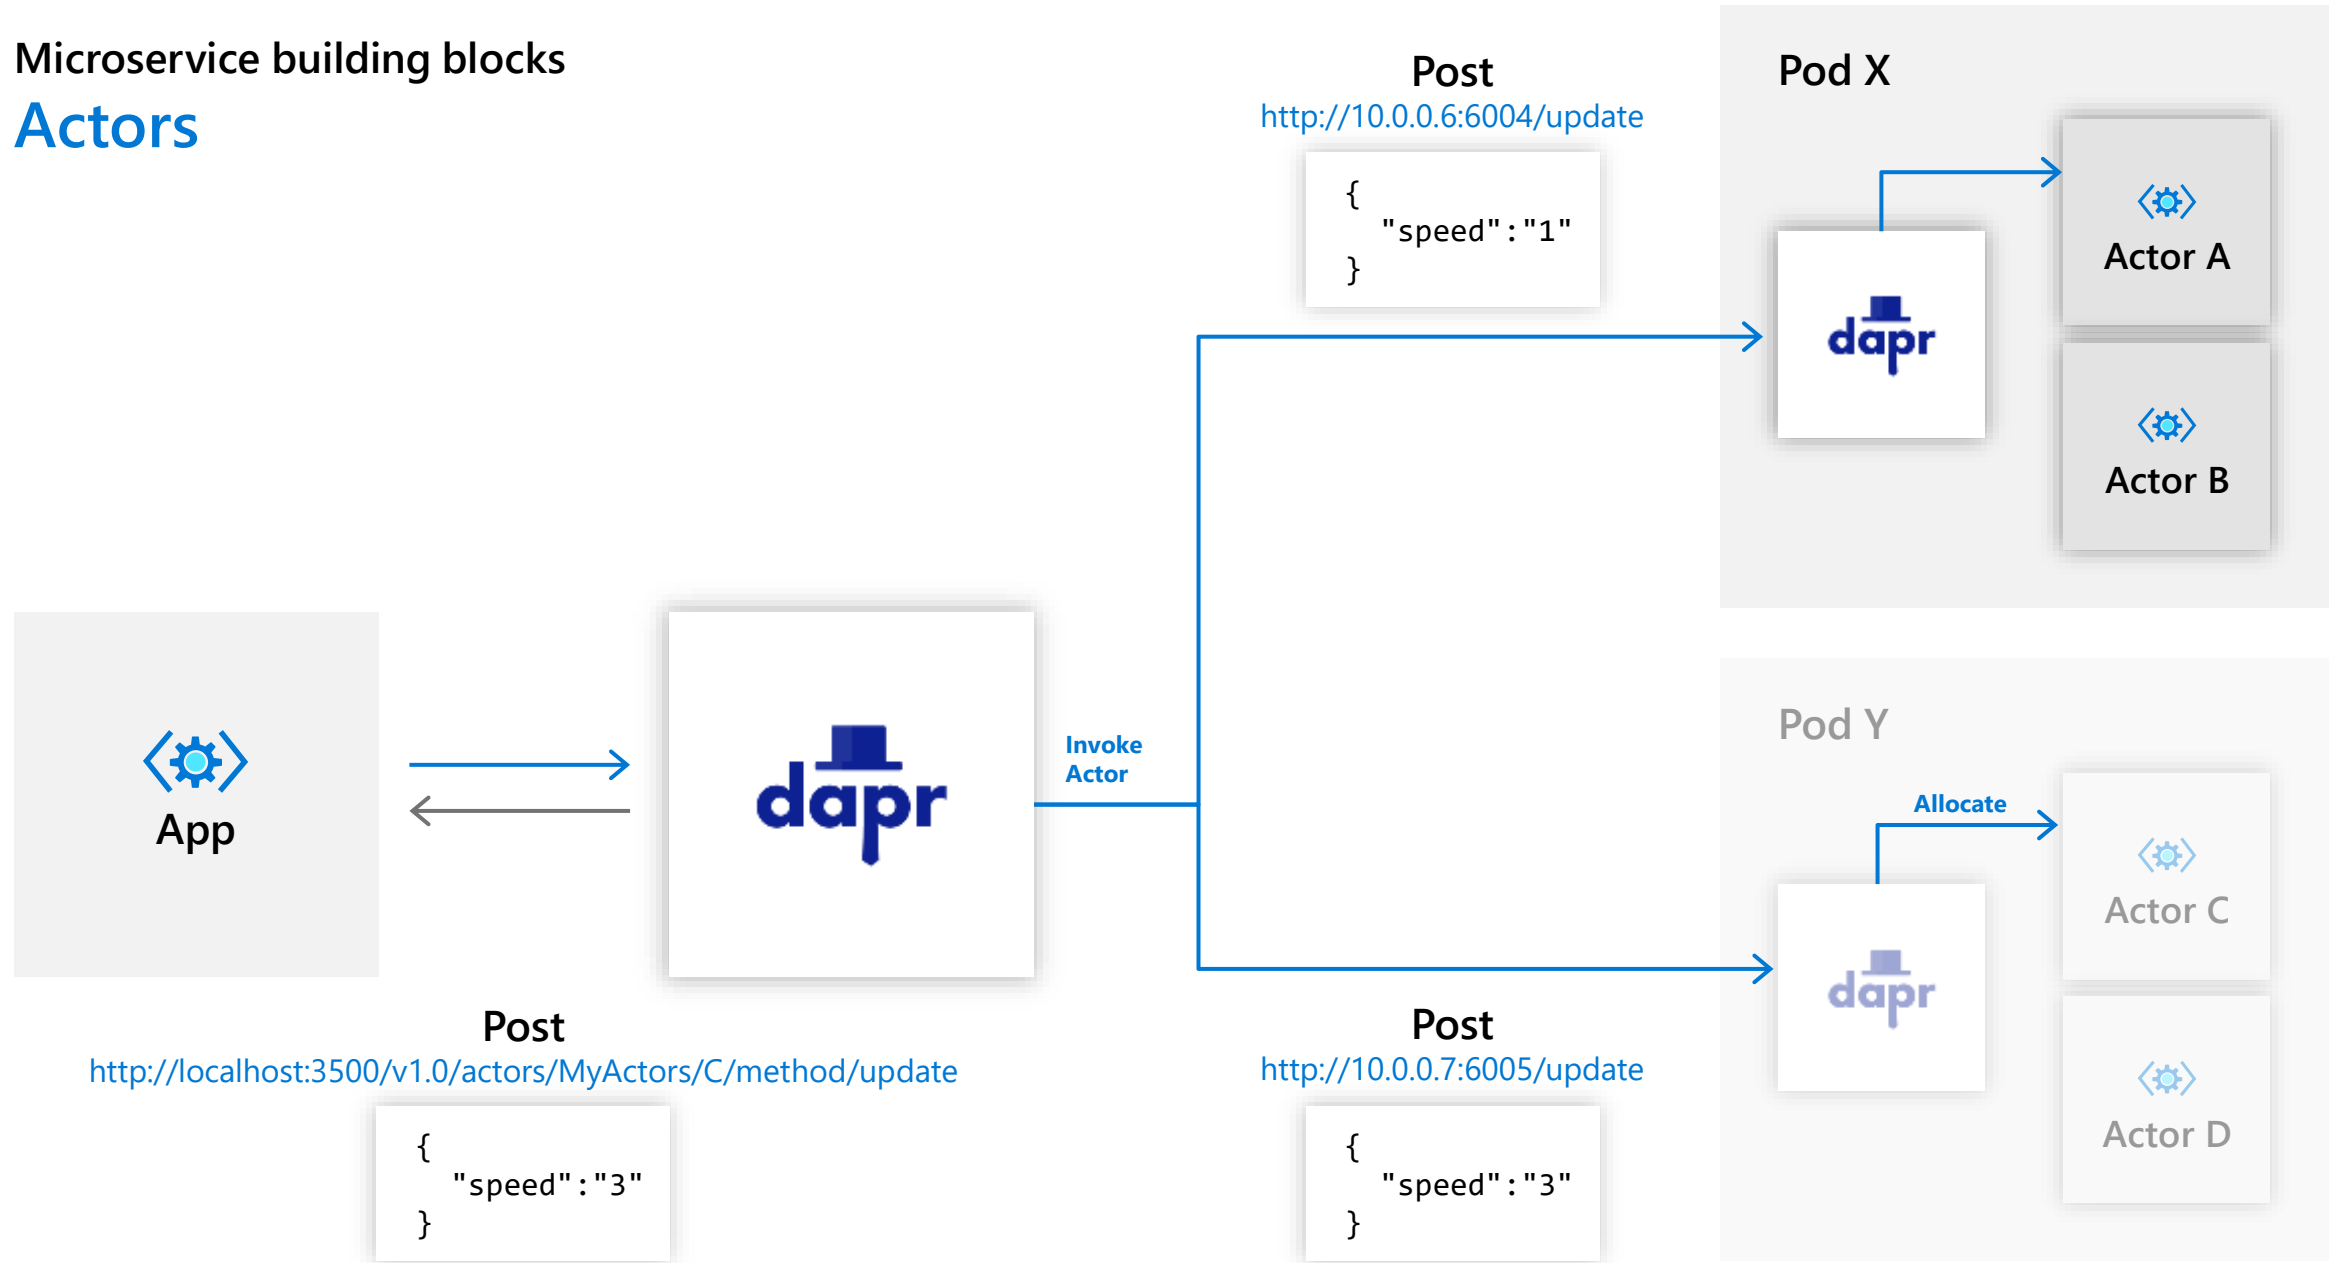 Microservice building blocks
Actors
Post
http://10.0.0.6:6004/update
{
"speed":"1"
}
Pod X
dapr
Actor A
Actor B
App
dapr
Invoke
Actor
Post
http://localhost:3500/v1.0/actors/MyActors/C/method/update
{
"speed":"3"
}
Post
http://10.0.0.7:6005/update
{
"speed":"3"
}
Pod Y
Allocate
dapr
Actor C
Actor D